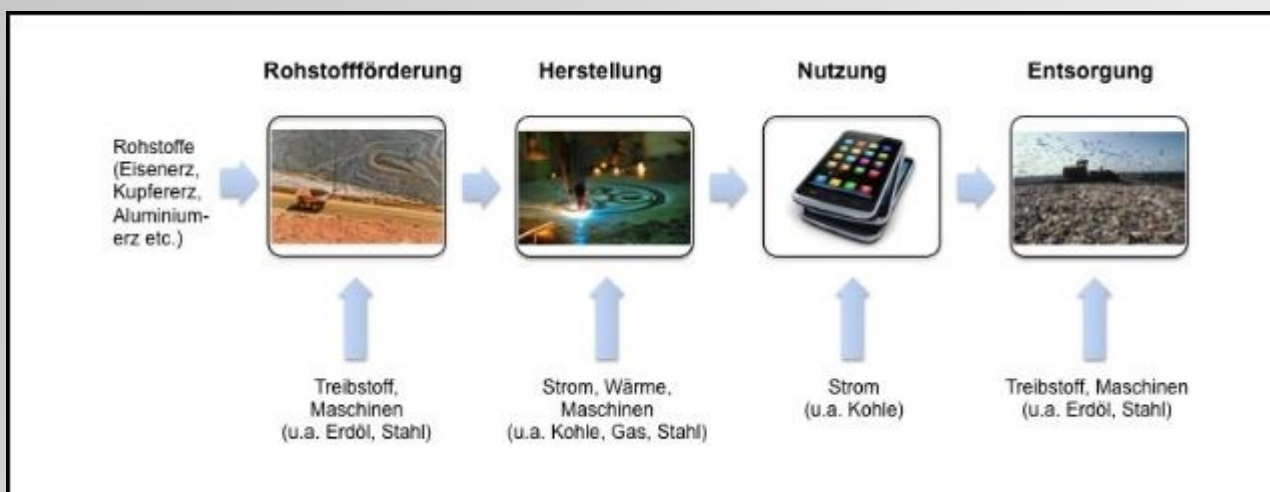 Rohstoffförderung
Herstellung
Nutzung
Entsorgung
Rohstoffe
(Eisenerz,
Kupfererz,
Aluminium-
erz etc.)
Treibstoff,
Maschinen
(u.a. Erdöl, Stahl)
Strom, Wärme,
Maschinen
(u.a. Kohle, Gas, Stahl)
Strom
(u.a. Kohle)
Treibstoff, Maschinen
(u.a. Erdöl, Stahl)